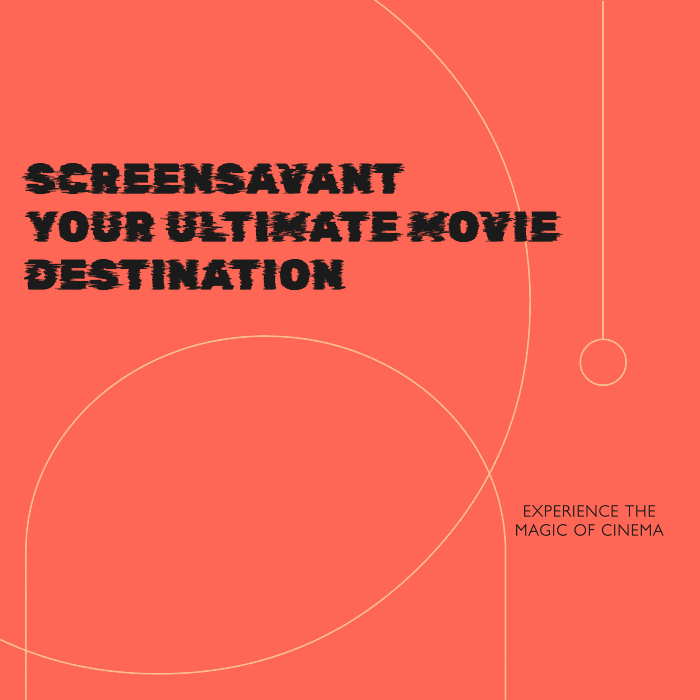 SCREENSAVANT
YOUR ULTIMATE MOVIE
DESTINATION
EXPERIENCE THE
MAGIC OF CINEMA